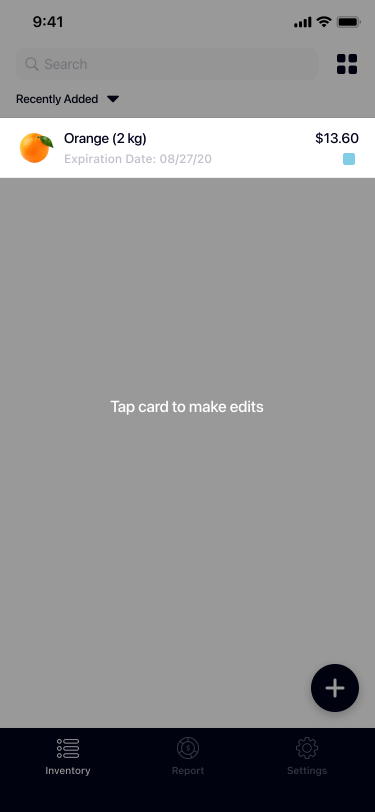 9:41
Search
Recently Added
Orange (2 kg)
$13.60
Expiration Date: 08/27/20
Tap card to make edits
Inventory
Report
Settings